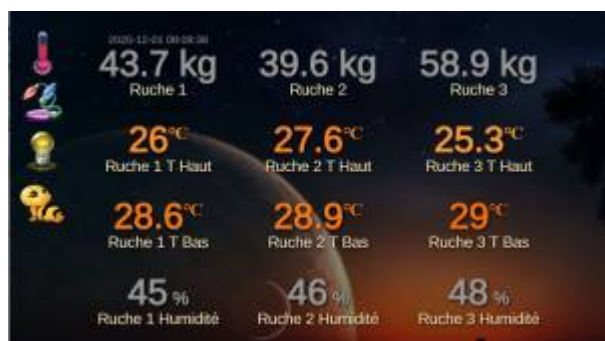 43.7 kg 39.6 kg 58.9 kg
Ruche 1 Ruche 2 Ruche 3
26°C 27.6°C 25.3°C
Ruche 1 T Haut Ruche 2 T Haut Ruche 3 T Haut
28.6°C 28.9°C 29°C
Ruche 1 T Bas Ruche 2 T Bas Ruche 3 T Bas
45 % 46 % 48 %
Ruche 1 Humidité Ruche 2 Humidité Ruche 3 Humidité